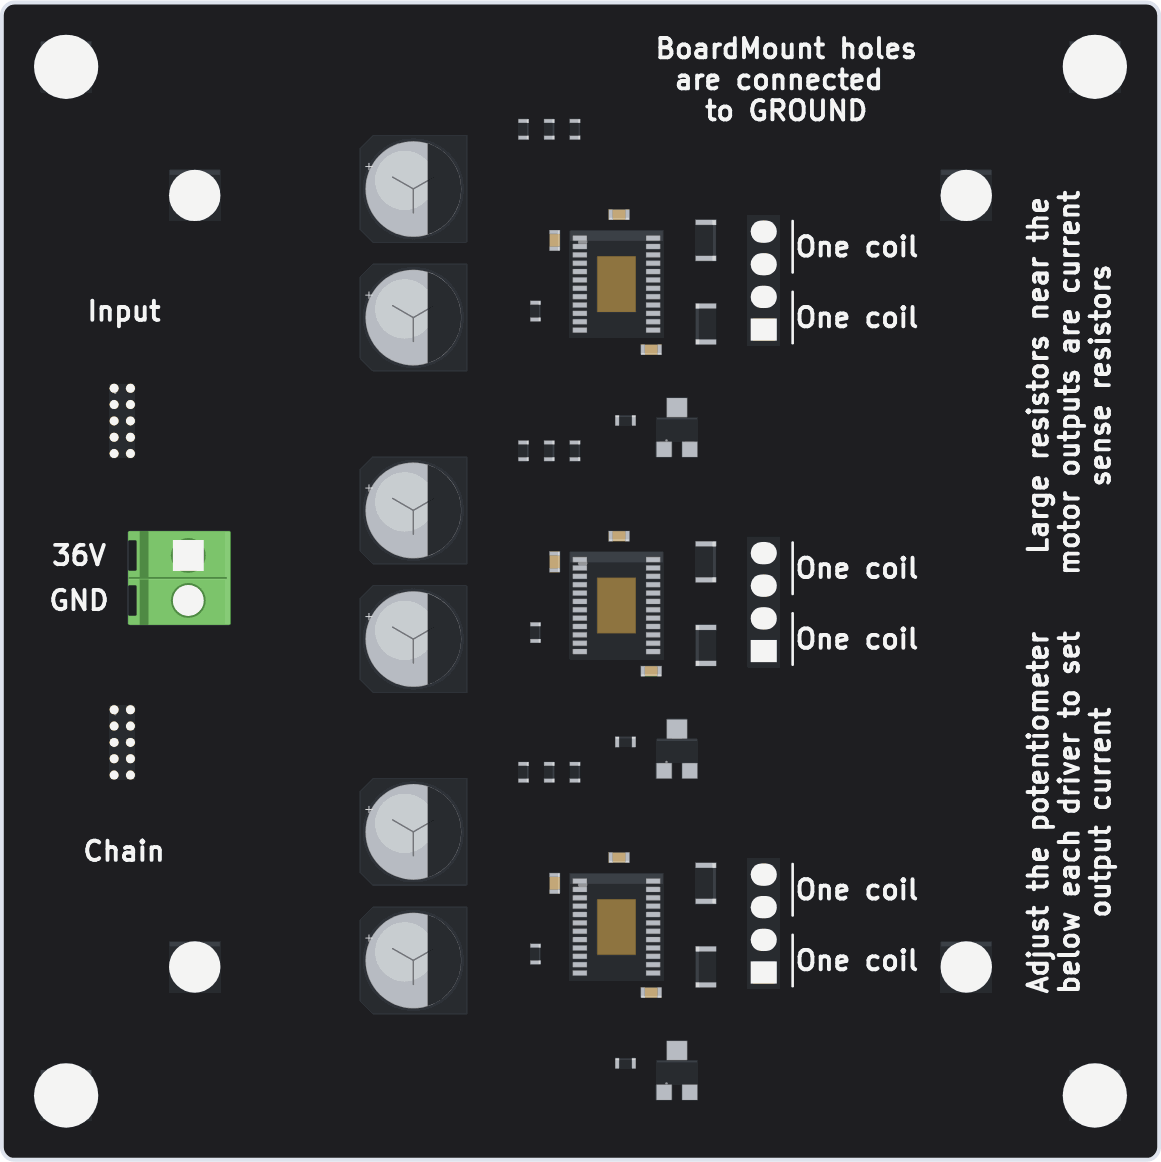 BoardMount holes
are connected
to GROUND
One coil
One coil
Input
36V
GND
One coil
One coil
Chain
One coil
One coil
Large resistors near the
motor outputs are current
sense resistors
Adjust the potentiometer
below each driver to set
output current